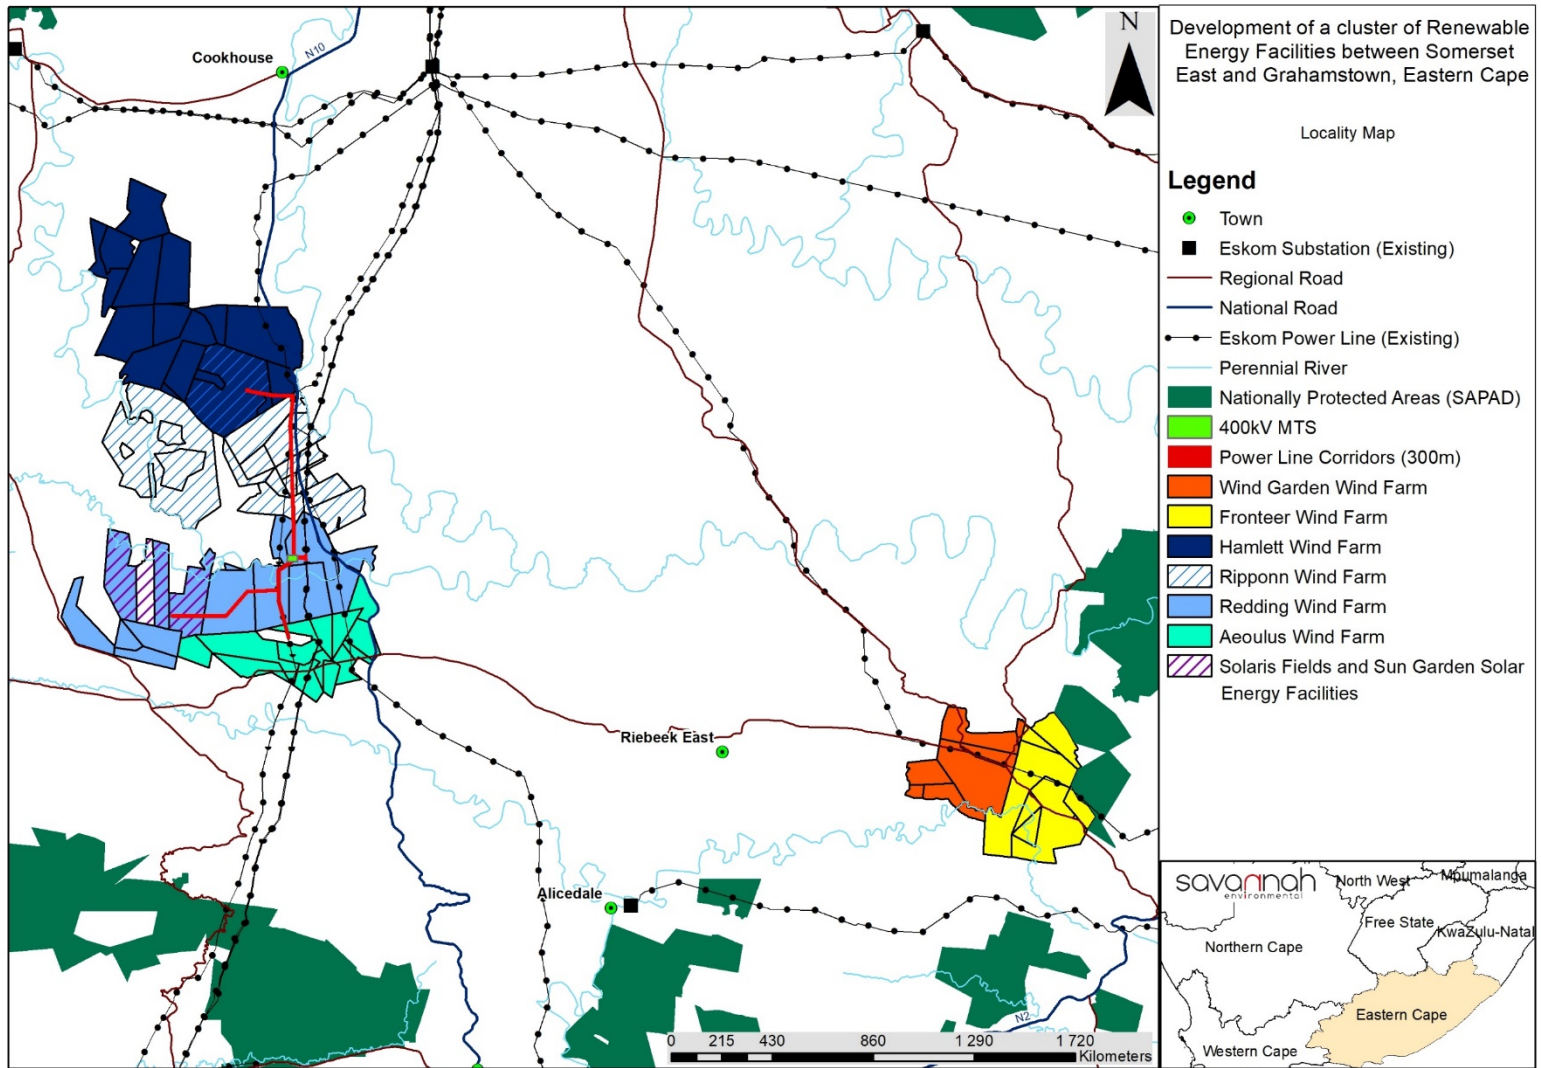 Cookhouse
N10
Riebeek East
Alicedale
N2
N
0 215 430 860 1 290 1 720
Kilometers
Development of a cluster of Renewable
Energy Facilities between Somerset
East and Grahamstown, Eastern Cape
Locality Map
Legend
Town
Eskom Substation (Existing)
Regional Road
National Road
Eskom Power Line (Existing)
Perennial River
Nationally Protected Areas (SAPAD)
400kV MTS
Power Line Corridors (300m)
Wind Garden Wind Farm
Fronteer Wind Farm
Hamlett Wind Farm
Ripponn Wind Farm
Redding Wind Farm
Aeoulus Wind Farm
Solaris Fields and Sun Garden Solar
Energy Facilities
savannah
environmental
North West
Mpumalanga
Free State
KwaZulu-Natal
Northern Cape
Eastern Cape
Western Cape